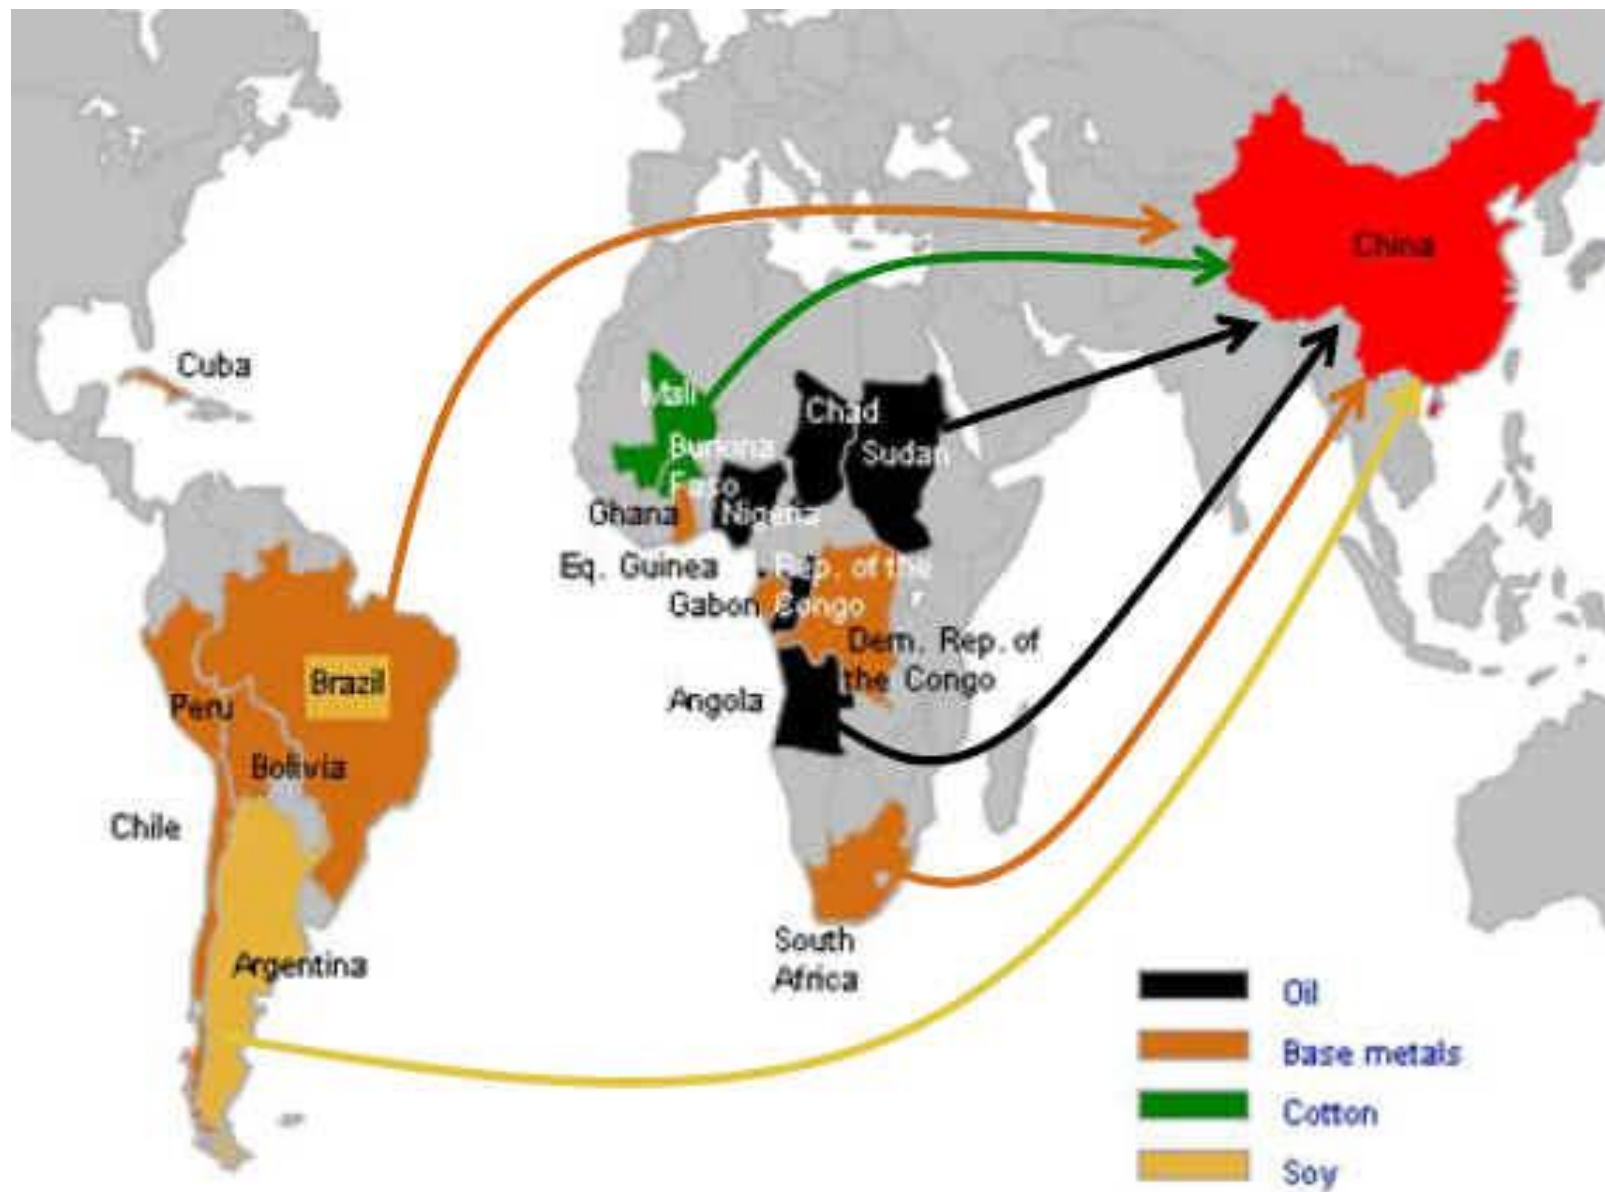 China
Cuba
Mali
Chad
Burkina
Faso
Sudan
Ghana
Nigeria
Eq. Guinea
Rep. of the
Congo
Gabon
Dem. Rep. of
the Congo
Angola
Brazil
Peru
Bolivia
Chile
Argentina
South
Africa
Oil
Base metals
Cotton
Soy